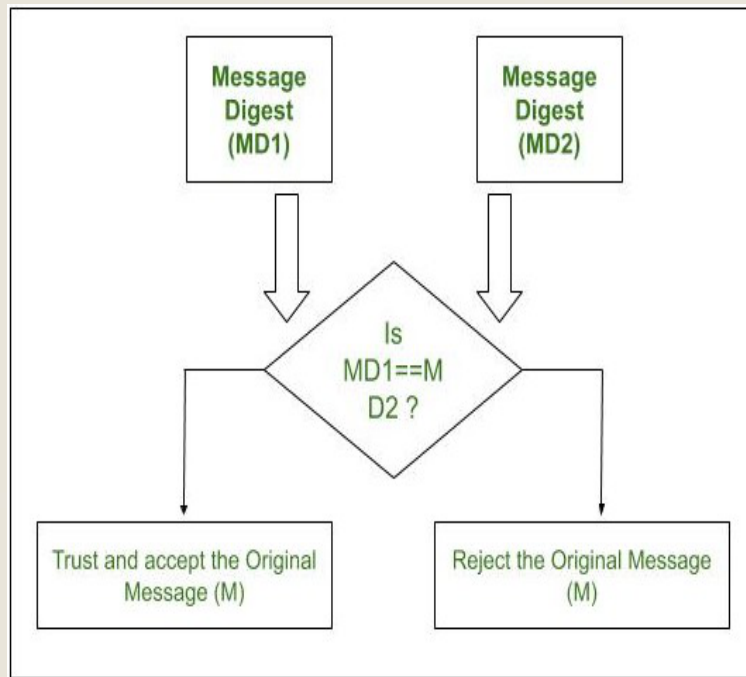 Message
Digest
(MD1)
Message
Digest
(MD2)
Is
MD1==M
D2 ?
Trust and accept the Original
Message (M)
Reject the Original Message
(M)